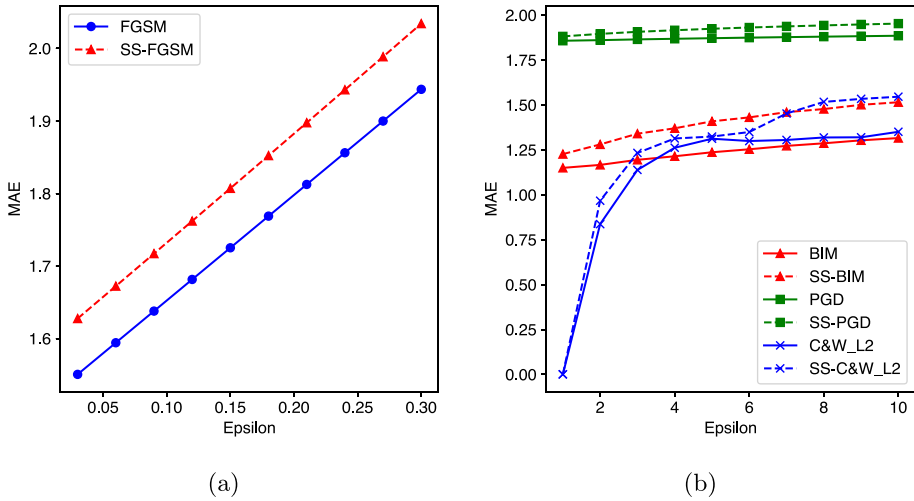 FGSM
SS-FGSM
2.0
1.9
1.8
1.7
1.6
MAE
0.05 0.10 0.15 0.20 0.25 0.30
Epsilon
(a)
2.00
1.75
1.50
1.25
1.00
0.75
0.50
0.25
0.00
MAE
BIM
SS-BIM
PGD
SS-PGD
C&W_L2
SS-C&W_L2
2 4 6 8 10
Epsilon
(b)